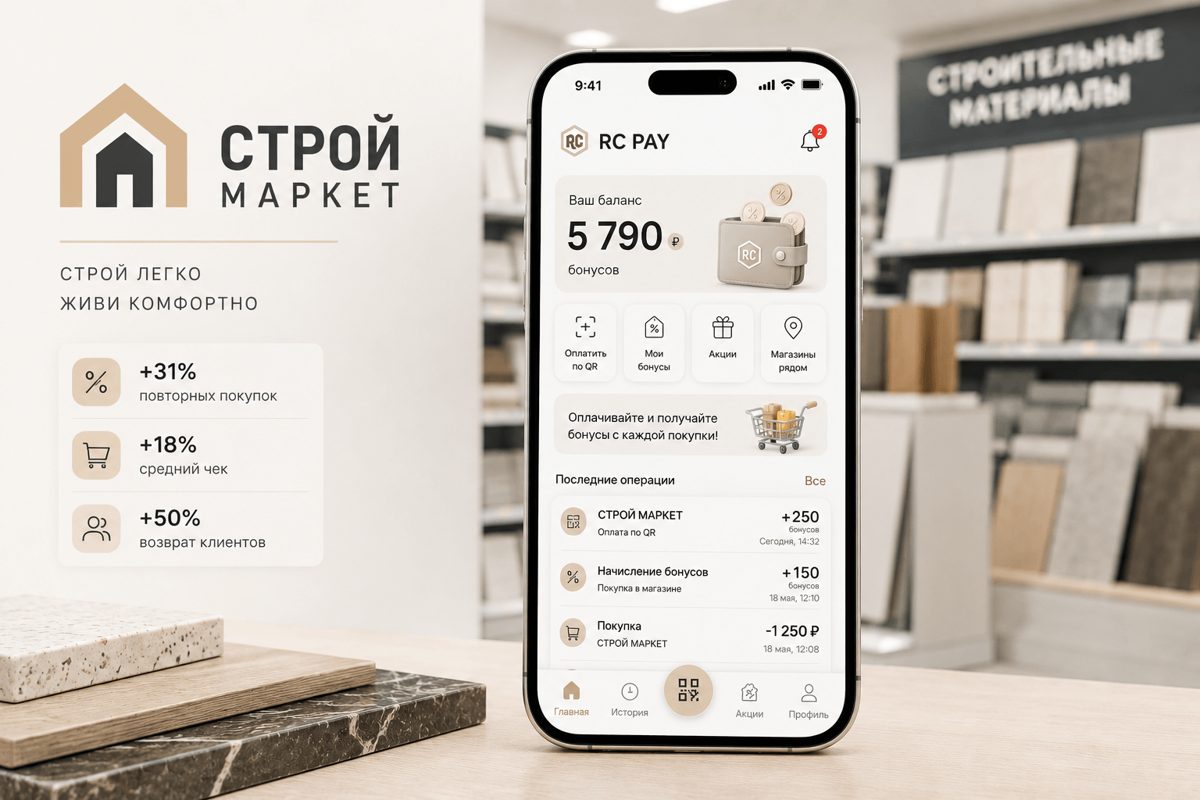 СТРОЙ
МАРКЕТ
СТРОЙ ЛЕГКО
ЖИВИ КОМФОРТНО
+31%
повторных покупок
+18%
средний чек
+50%
возврат клиентов
СТРОИТЕЛЬНЫЕ
МАТЕРИАЛЫ
9:41
RC
RC PAY
2
Ваш баланс
5 790 ₽
бонусов
RC
Оплатить
по QR
Мои
бонусы
Акции
Магазины
рядом
Оплачивайте и получайте
бонусы с каждой покупки!
Последние операции
Все
СТРОЙ МАРКЕТ
Оплата по QR
+250
бонусов
Сегодня, 14:32
Начисление бонусов
Покупка в магазине
+150
бонусов
18 мая, 12:10
Покупка
СТРОЙ МАРКЕТ
-1 250 ₽
18 мая, 12:08
Главная
История
Акции
Профиль